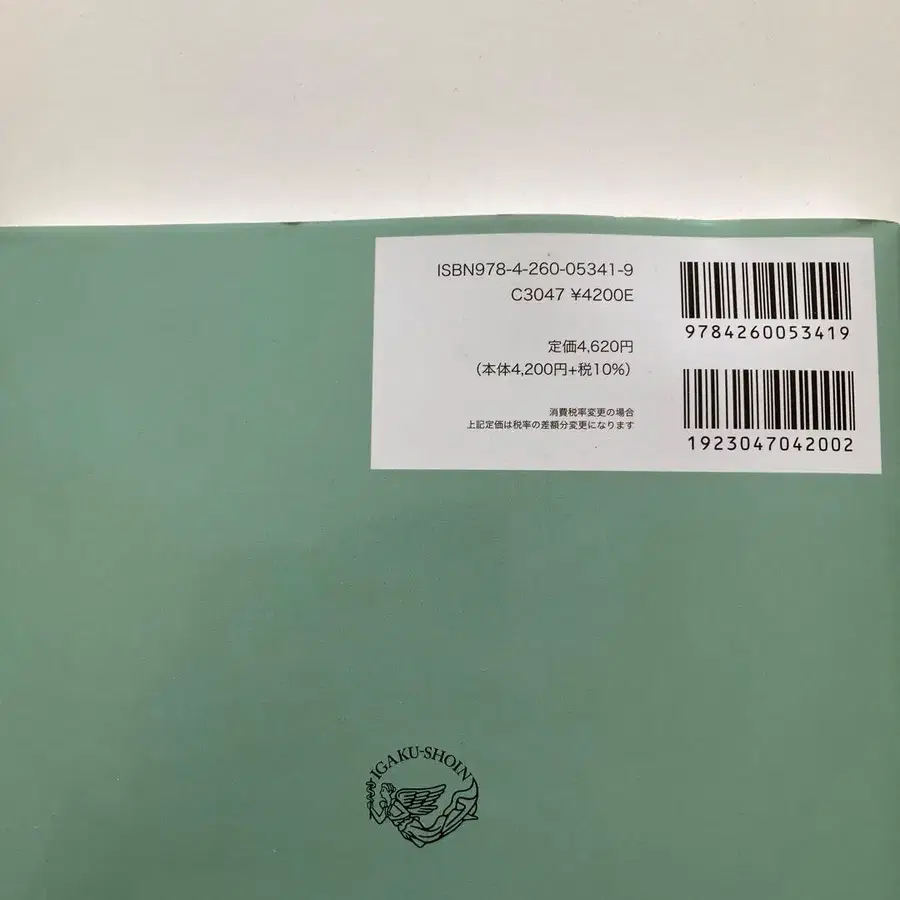 ISBN978-4-260-05341-9
C3047 ¥4200E
定価4,620円
（本体4,200円+税10%）
消費税率変更の場合
上記定価は税率の差額分変更になります
9784260053419
1923047042002
IGAKU-SHOIN